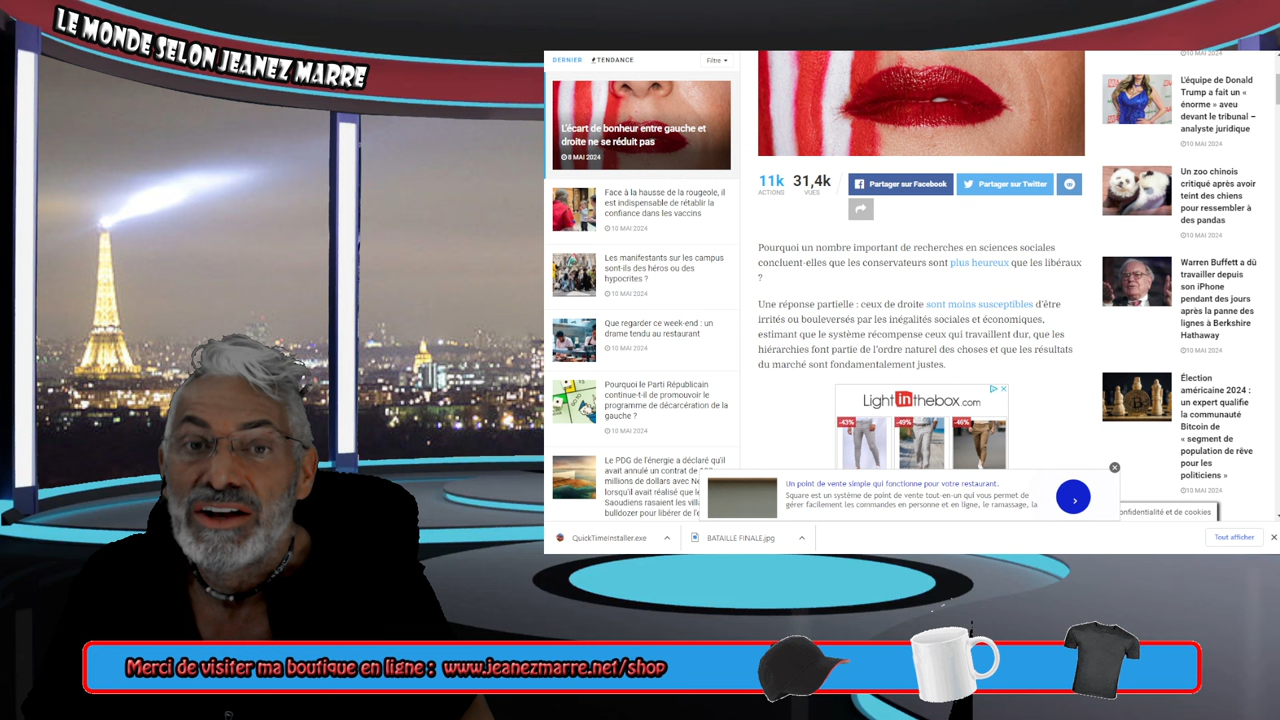 LE MONDE SELON JEANEZ MARRE
DERNIER
TENDANCE
Filtre
L'écart de bonheur entre gauche et
droite ne se réduit pas
8 MAI 2024
Face à la hausse de la rougeole, il
est indispensable de rétablir la
confiance dans les vaccins
10 MAI 2024
Les manifestants sur les campus
sont-ils des héros ou des
hypocrites ?
10 MAI 2024
Que regarder ce week-end : un
drame tendu au restaurant
10 MAI 2024
Pourquoi le Parti Républicain
continue-t-il de promouvoir le
programme de décarcération de la
gauche ?
10 MAI 2024
Le PDG de l'énergie a déclaré qu'il
avait annulé un contrat de
millions de dollars avec
lorsqu'il avait réalisé que
Saoudiens rasaient les
bulldozer pour libérer de
11k
ACTIONS
31,4k
VUES
Partager sur Facebook
Partager sur Twitter
Pourquoi un nombre important de recherches en sciences sociales
concluent-elles que les conservateurs sont plus heureux que les libéraux
?
Une réponse partielle : ceux de droite sont moins susceptibles d'être
irrités ou bouleversés par les inégalités sociales et économiques,
estimant que le système récompense ceux qui travaillent dur, que les
hiérarchies font partie de l'ordre naturel des choses et que les résultats
du marché sont fondamentalement justes.
Lightinthebox.com
-43%
-49%
-46%
Un point de vente simple qui fonctionne pour votre restaurant.
Square est un système de point de vente tout-en-un qui vous permet de
gérer facilement les commandes en personne et en ligne, le ramassage, la
10 MAI 2024
L'équipe de Donald
Trump a fait un «
énorme » aveu
devant le tribunal –
analyste juridique
10 MAI 2024
Un zoo chinois
critiqué après avoir
teint des chiens
pour ressembler à
des pandas
10 MAI 2024
Warren Buffett a dû
travailler depuis
son iPhone
pendant des jours
après la panne des
lignes à Berkshire
Hathaway
10 MAI 2024
Élection
américaine 2024 :
un expert qualifie
la communauté
Bitcoin de
« segment de
population de rêve
pour les
politiciens »
10 MAI 2024
onfidentialité et de cookies
QuickTimeInstaller.exe
BATAILLE FINALE.jpg
Tout afficher
Merci de visiter ma boutique en ligne : www.jeanezmarre.net/shop